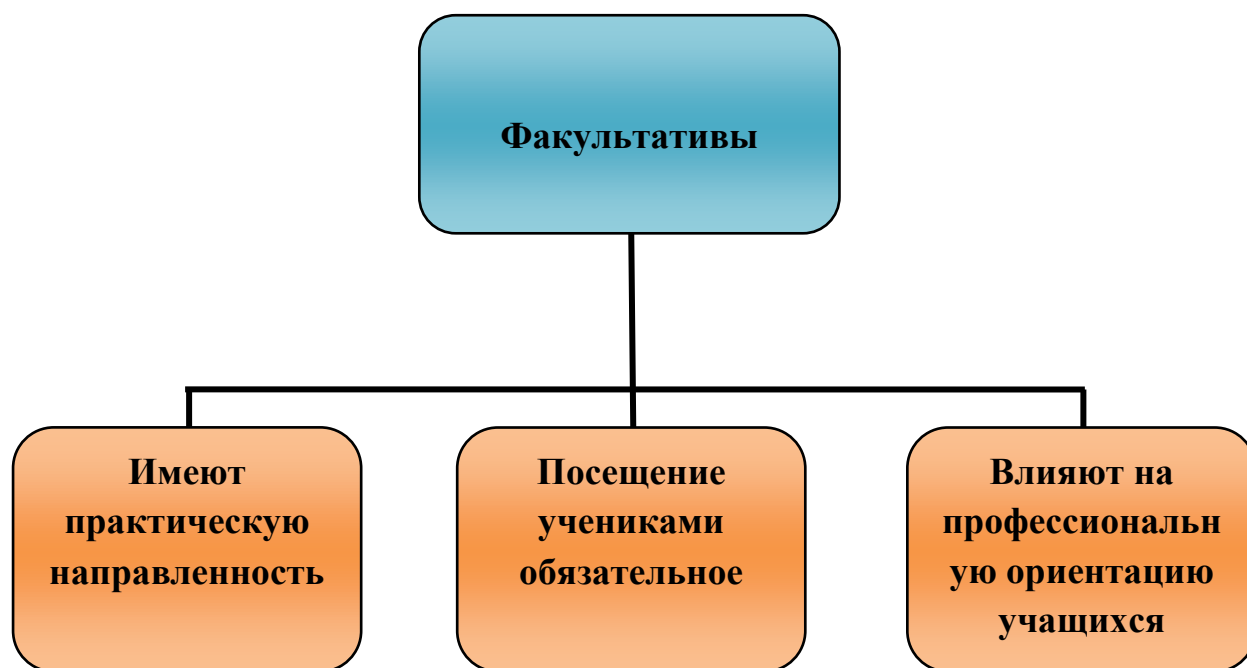 Факультативы
Имеют
практическую
направленность
Посещение
учениками
обязательное
Влияют на
профессиональн
ую ориентацию
учащихся